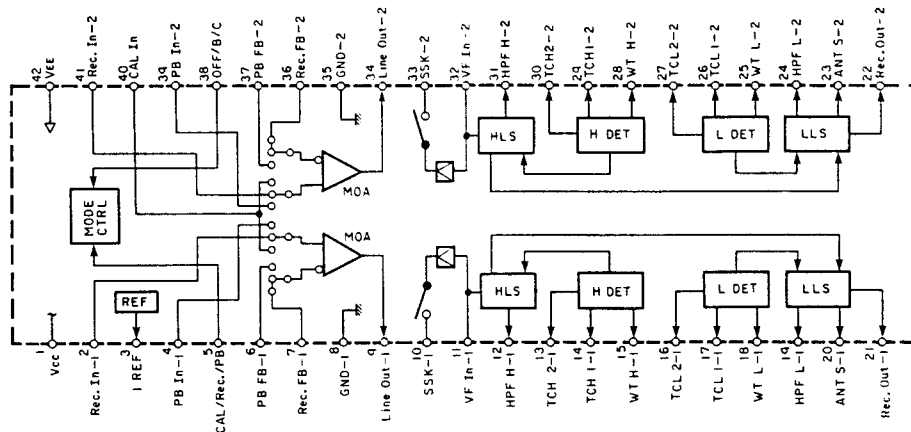 42 VEE
41 Rec. In-2
40 CAL In
39 PB In-2
38 OFF/B/C
37 PB FB-2
36 Rec. FB-2
35 GND-2
34 Line Out-2
33 SSK-2
32 VF In-2
31 HPF H-2
30 TCH2-2
29 TCH1-2
28 WT H-2
27 TCL2-2
26 TCL1-2
25 WT L-2
24 HPF L-2
23 ANT S-2
22 Rec. Out-2
HLS
H DET
L DET
LLS
MOA
MODE
CTRL
MOA
REF
HLS
H DET
L DET
LLS
1 Vcc
2 Rec. In-1
3 I REF
4 PB In-1
5 CAL/Rec./PB
6 PB FB-1
7 Rec. FB-1
8 GND-1
9 Line Out-1
10 SSK-1
11 VF In-1
12 HPF H-1
13 TCH 2-1
14 TCH 1-1
15 WT H-1
16 TCL 2-1
17 TCL 1-1
18 WT L-1
19 HPF L-1
20 ANT S-1
21 Rec. Out-1